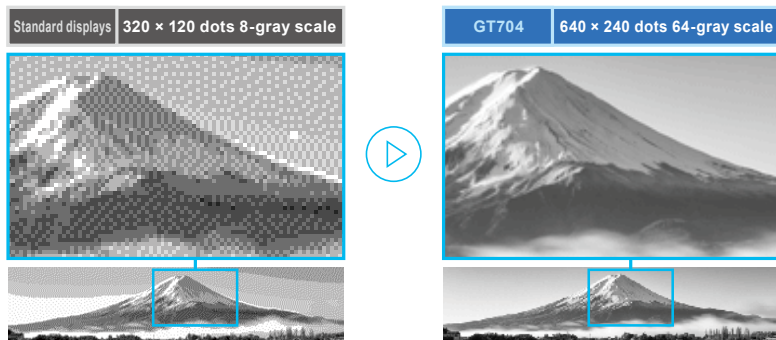 Standard displays 320 × 120 dots 8-gray scale
GT704 640 × 240 dots 64-gray scale